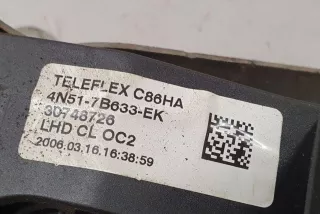 TELEFLEX C86HA
4N51-7B633-EK
30748726
LHD CL OC2
2006.03.16.16:38:59